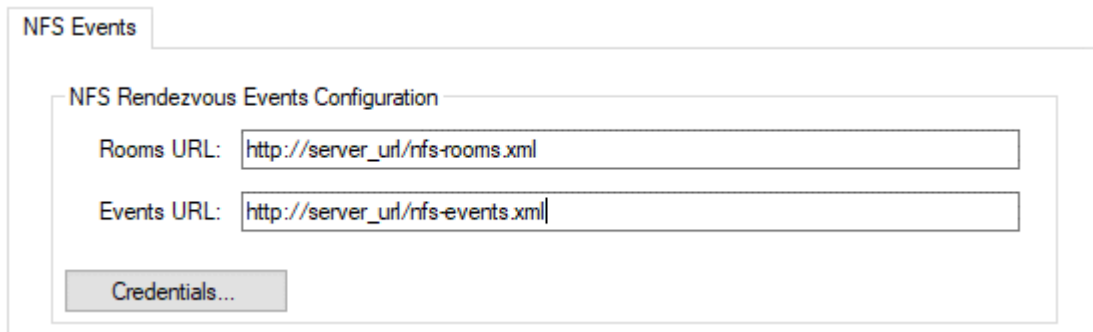 NFS Events
NFS Rendezvous Events Configuration
Rooms URL: http://server_url/nfs-rooms.xml
Events URL: http://server_url/nfs-events.xml
Credentials...